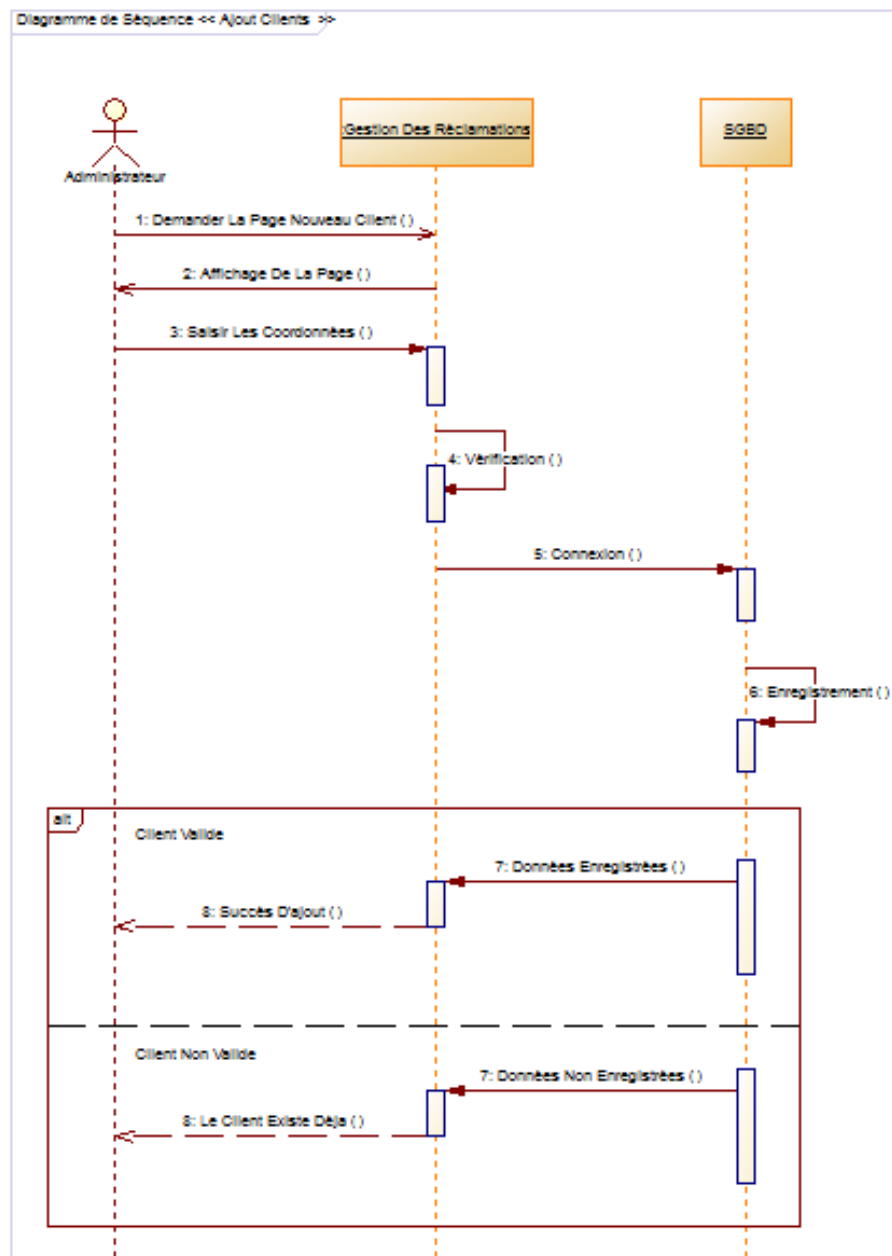 Diagramme de Séquence << Ajout Clients >>
:Gestion Des Réclamations
SGBD
Administrateur
1: Demander La Page Nouveau Client ( )
2: Affichage De La Page ( )
3: Saisir Les Coordonnées ( )
4: Vérification ( )
5: Connexion ( )
6: Enregistrement ( )
alt
Client Valide
7: Données Enregistrées ( )
8: Succès D'ajout ( )
Client Non Valide
7: Données Non Enregistrées ( )
8: Le Client Existe Déja ( )